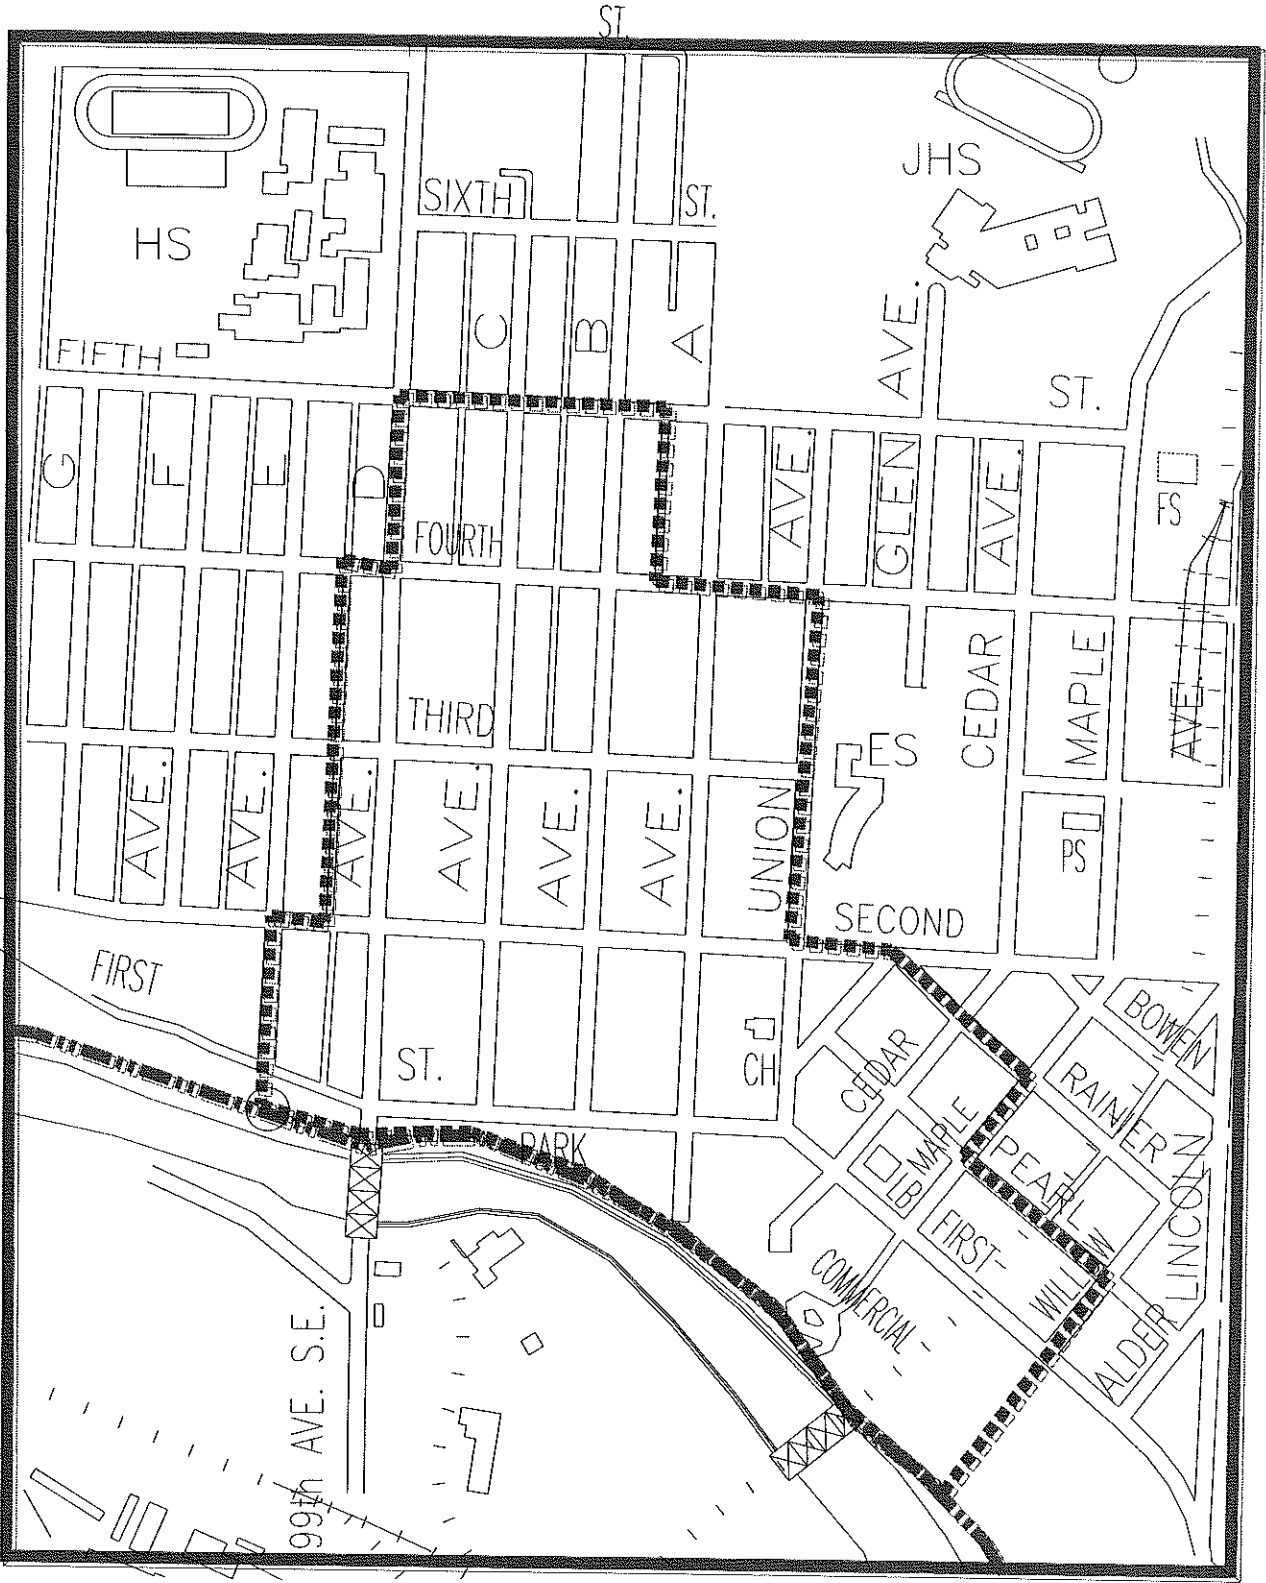 ST.
JHS
SIXTH
ST.
HS
C
B
A
AVE.
FIFTH
ST.
G
F
E
D
AVE.
GLEN
AVE.
FS
FOURTH
CEDAR
MAPLE
AVE.
THIRD
ES
AVE.
AVE.
AVE.
AVE.
AVE.
AVE.
UNION
PS
SECOND
FIRST
BOWEN
ST.
CH
CEDAR
RAINIER
MAPLE
PARK
PEARL
LIB
LINCOLN
FIRST
WILLOW
COMMERCIAL
ALDER
99th AVE. S.E.